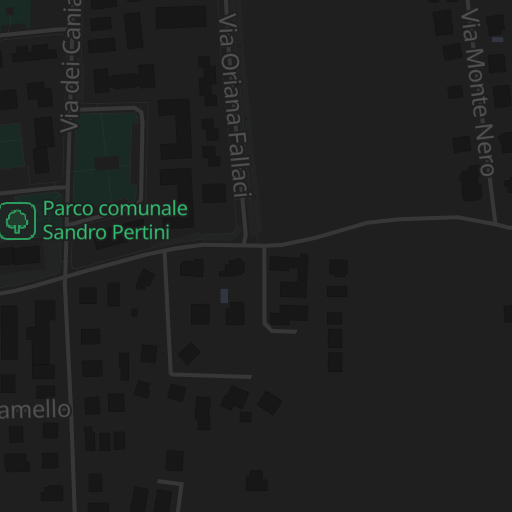 Via dei Cania
Via Oriana Fallaci
Via Monte Nero
Parco comunale
Sandro Pertini
amello